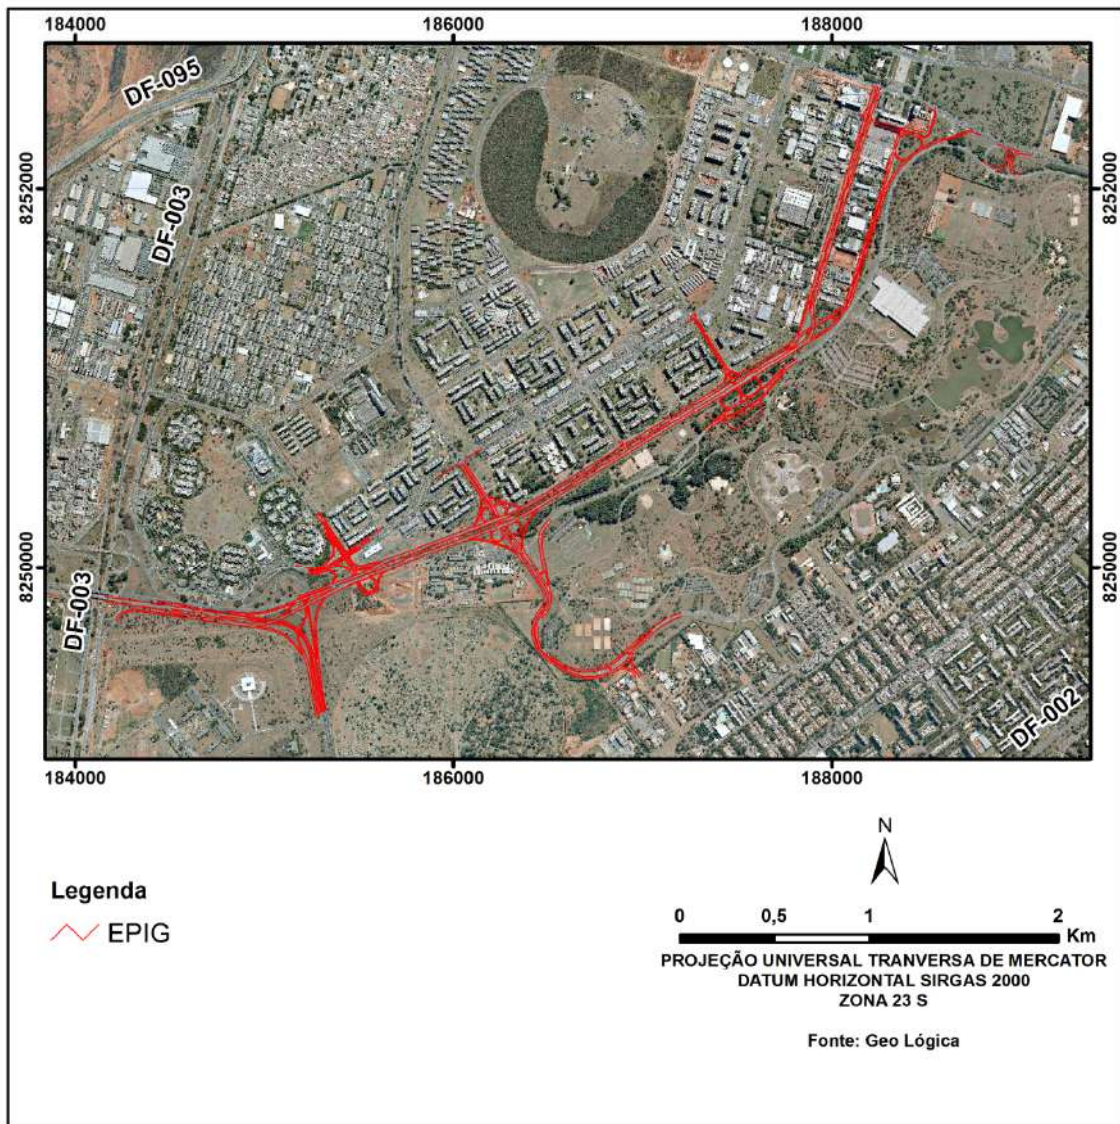 184000 186000 188000
DF-095
DF-003
8252000 8252000
8250000 8250000
DF-003
DF-002
184000 186000 188000
N
Legenda
EPIG
0 0,5 1 2
Km
PROJEÇÃO UNIVERSAL TRANVERSA DE MERCATOR
DATUM HORIZONTAL SIRGAS 2000
ZONA 23 S
Fonte: Geo Lógica